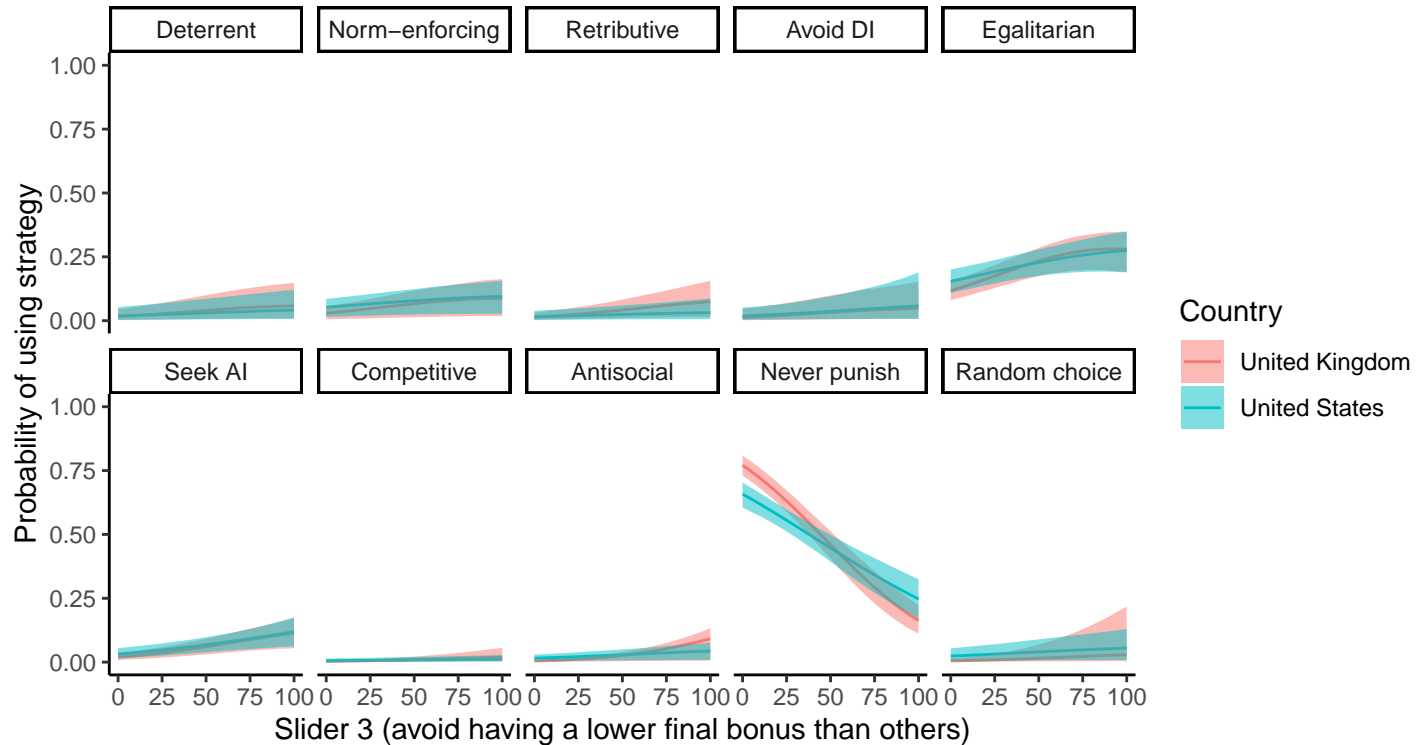 Deterrent Norm−enforcing Retributive Avoid DI Egalitarian
1.00
0.75
0.50
0.25
0.00
Seek AI Competitive Antisocial Never punish Random choice
1.00
0.75
0.50
0.25
0.00
0 25 50 75 100 0 25 50 75 100 0 25 50 75 100 0 25 50 75 100 0 25 50 75 100
Slider 3 (avoid having a lower final bonus than others)
Probability of using strategy
Country
United Kingdom
United States